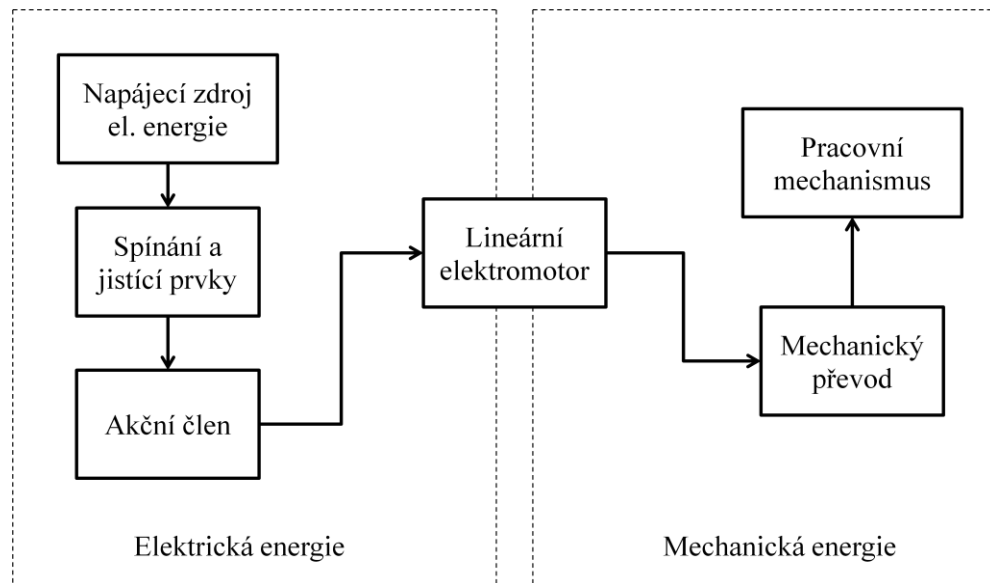 Napájecí zdroj
el. energie
Spínání a
jistící prvky
Akční člen
Lineární
elektromotor
Pracovní
mechanismus
Mechanický
převod
Elektrická energie
Mechanická energie